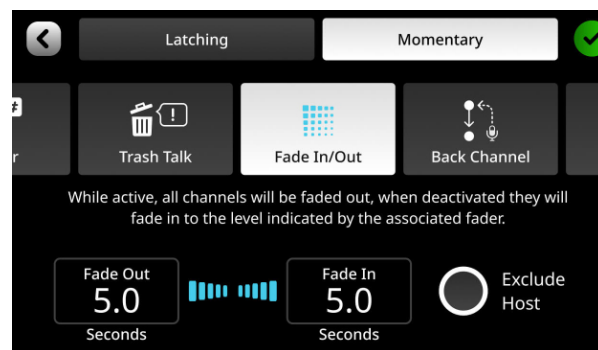 Latching
Momentary
#
!
r
Trash Talk
Fade In/Out
Back Channel
While active, all channels will be faded out, when deactivated they will
fade in to the level indicated by the associated fader.
Fade Out
5.0
Seconds
Fade In
5.0
Seconds
Exclude
Host